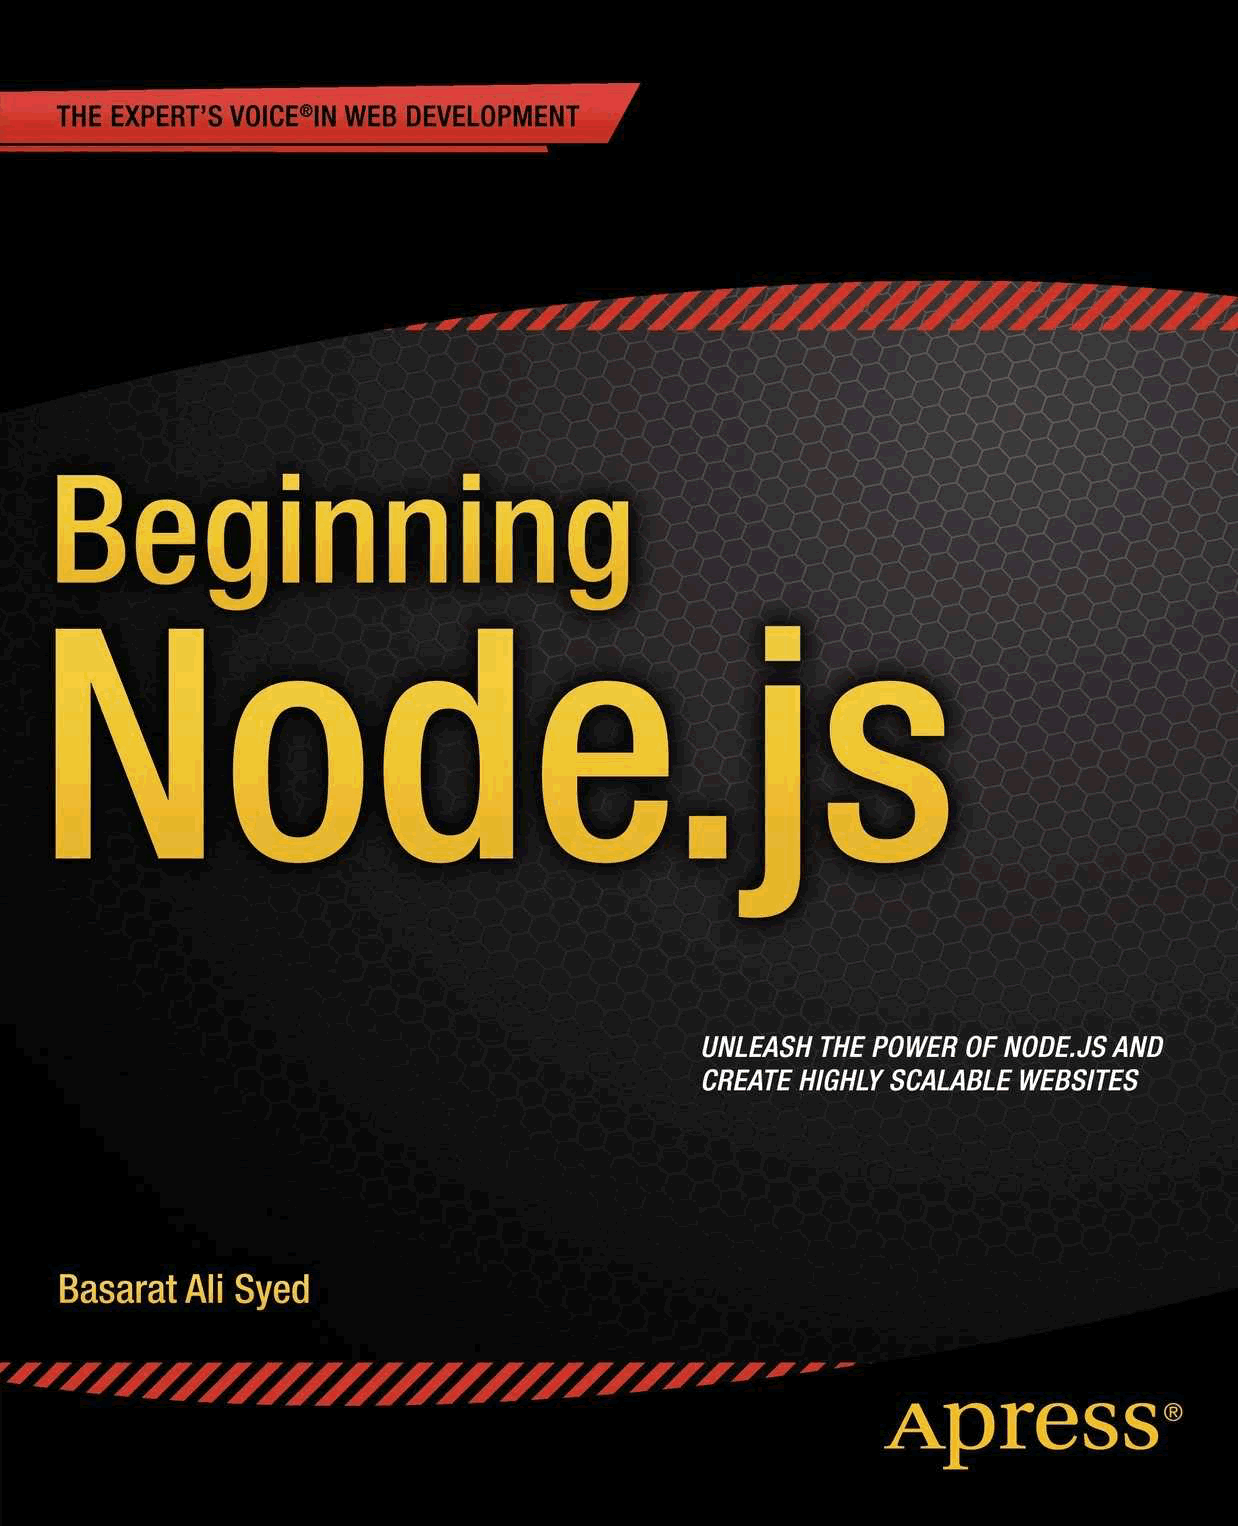 THE EXPERT'S VOICE® IN WEB DEVELOPMENT
Beginning
Node.js
UNLEASH THE POWER OF NODE.JS AND
CREATE HIGHLY SCALABLE WEBSITES
Basarat Ali Syed
Apress®